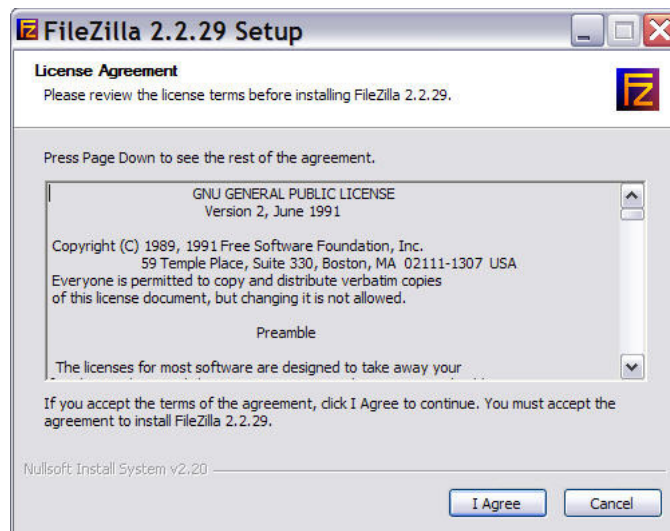 FileZilla 2.2.29 Setup
License Agreement
Please review the license terms before installing FileZilla 2.2.29.
FZ
Press Page Down to see the rest of the agreement.
GNU GENERAL PUBLIC LICENSE
Version 2, June 1991
Copyright (C) 1989, 1991 Free Software Foundation, Inc.
59 Temple Place, Suite 330, Boston, MA 02111-1307 USA
Everyone is permitted to copy and distribute verbatim copies
of this license document, but changing it is not allowed.
Preamble
The licenses for most software are designed to take away your
If you accept the terms of the agreement, click I Agree to continue. You must accept the
agreement to install FileZilla 2.2.29.
Nullsoft Install System v2.20
I Agree
Cancel